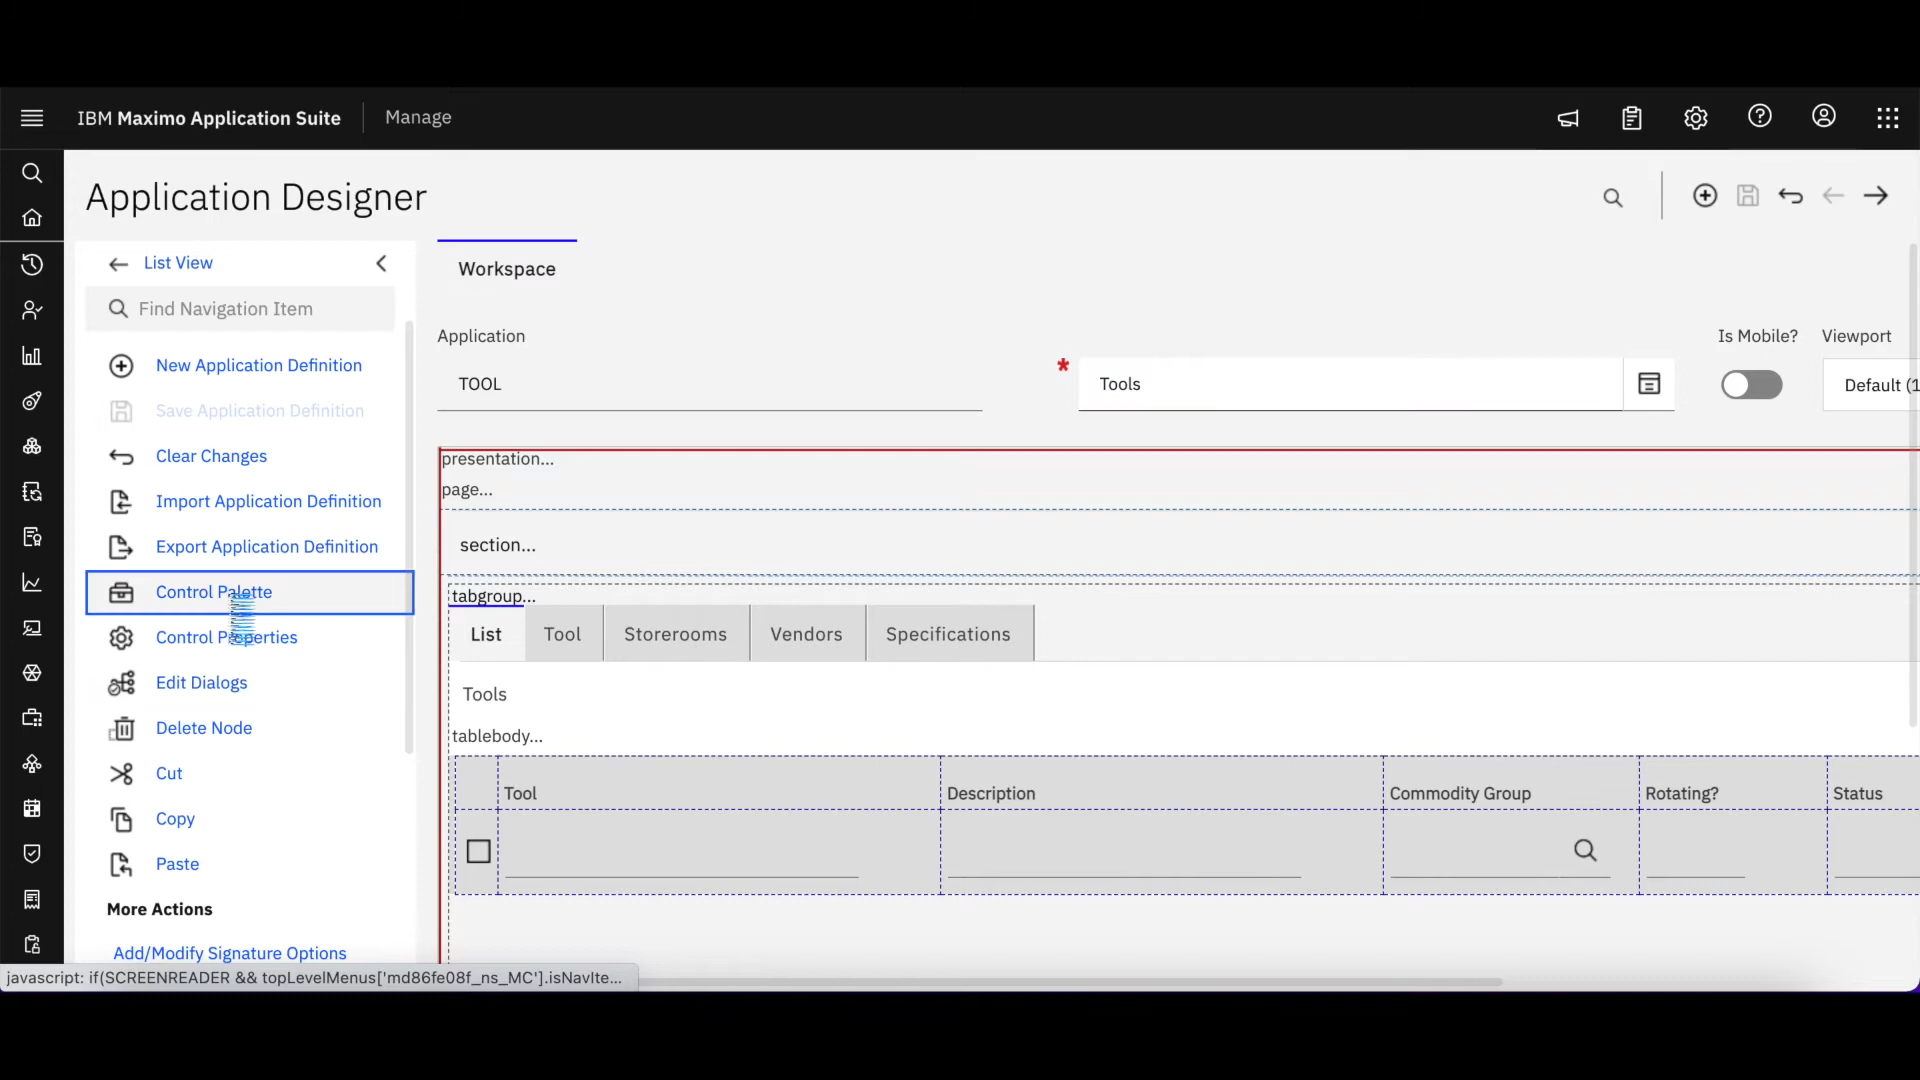 IBM Maximo Application Suite
Manage
Application Designer
List View
Find Navigation Item
New Application Definition
Save Application Definition
Clear Changes
Import Application Definition
Export Application Definition
Control Palette
Control Properties
Edit Dialogs
Delete Node
Cut
Copy
Paste
More Actions
Add/Modify Signature Options
Workspace
Application
TOOL
* Tools
Is Mobile?
Viewport
Default (1
presentation...
page...
section...
tabgroup...
List Tool Storerooms Vendors Specifications
Tools
tablebody...
Tool Description Commodity Group Rotating? Status
javascript: if(SCREENREADER && topLevelMenus['md86fe08f_ns_MC'].isNavIte...